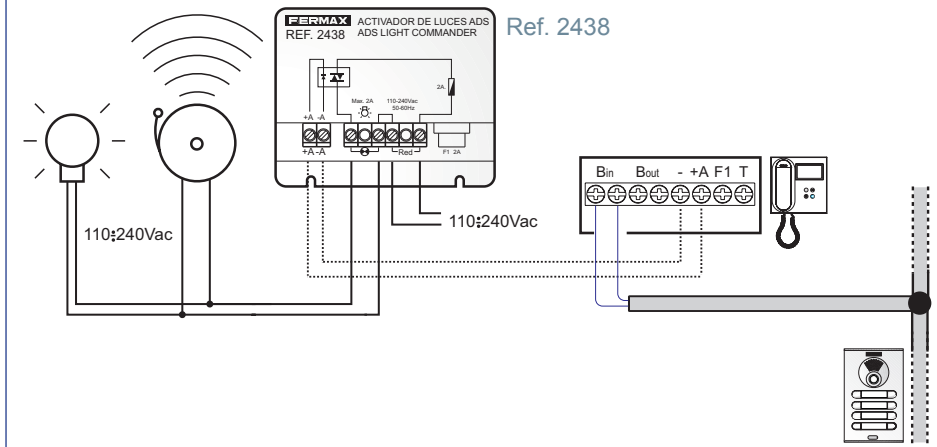 FERMAX ACTIVADOR DE LUCES ADS
REF. 2438 ADS LIGHT COMMANDER
Ref. 2438
2A.
Max. 2A
110-240Vac
50-60Hz
+A -A
+A -A
Red
F1 2A
110÷240Vac
110÷240Vac
Bin Bout - +A F1 T